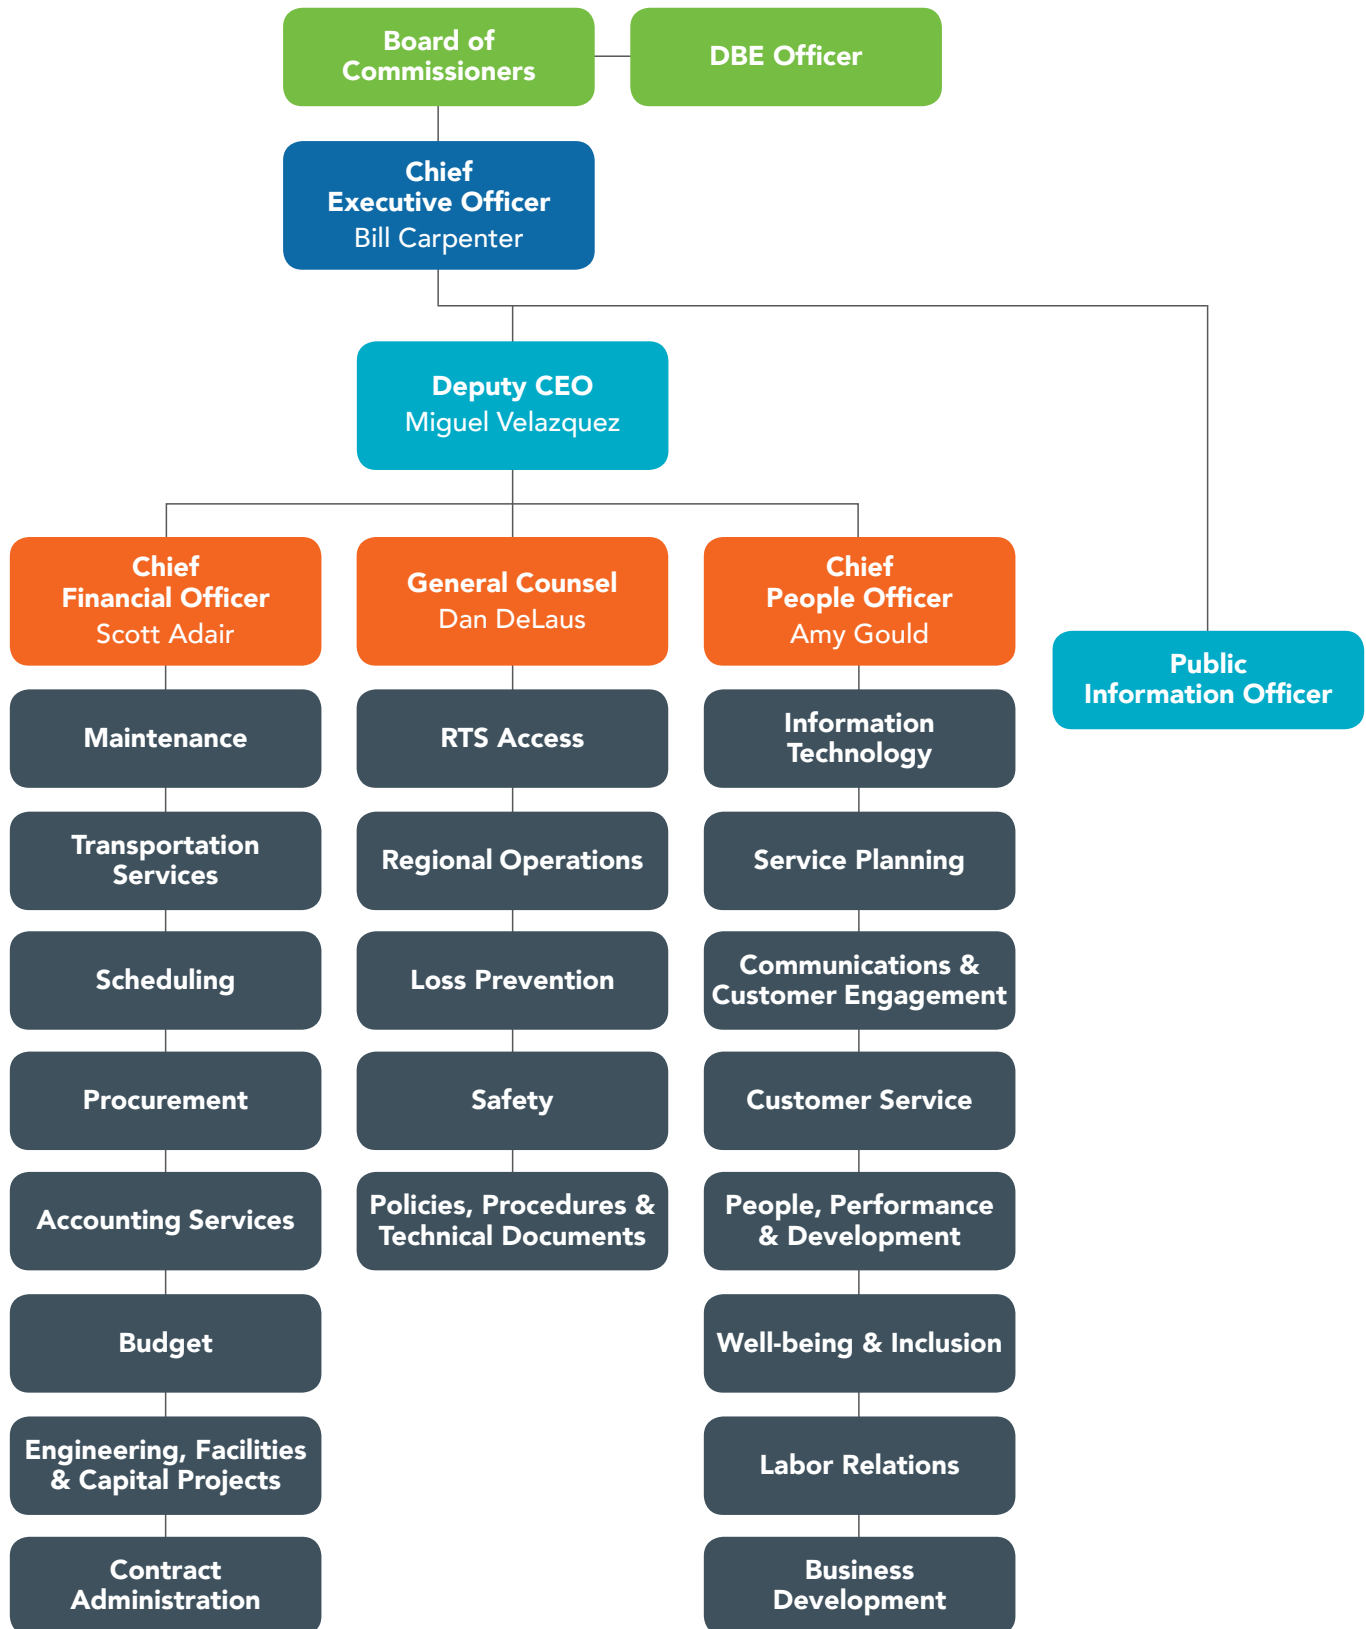 Board of
Commissioners
DBE Officer
Chief
Executive Officer
Bill Carpenter
Deputy CEO
Miguel Velazquez
Chief
Financial Officer
Scott Adair
General Counsel
Dan DeLaus
Chief
People Officer
Amy Gould
Public
Information Officer
Maintenance
RTS Access
Information
Technology
Transportation
Services
Regional Operations
Service Planning
Scheduling
Loss Prevention
Communications &
Customer Engagement
Procurement
Safety
Customer Service
Accounting Services
Policies, Procedures &
Technical Documents
People, Performance
& Development
Budget
Well-being & Inclusion
Engineering, Facilities
& Capital Projects
Labor Relations
Contract
Administration
Business
Development